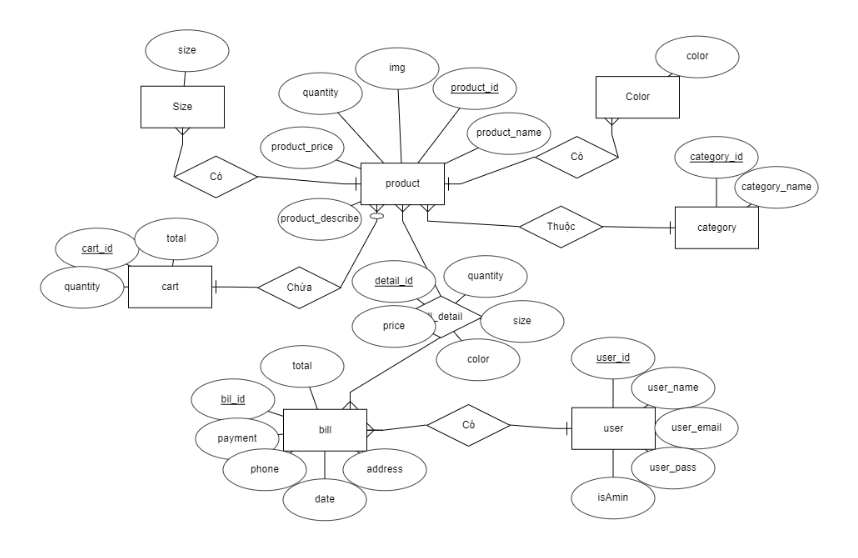 size
img
color
quantity
product_id
Size
Color
product_name
product_price
Có
Có
category_id
product
category_name
product_describe
Thuộc
category
total
cart_id
quantity
cart
Chứa
detail_id
quantity
l_detail
price
size
color
total
user_id
user_name
bil_id
bill
Có
user
user_email
payment
phone
address
user_pass
date
isAmin